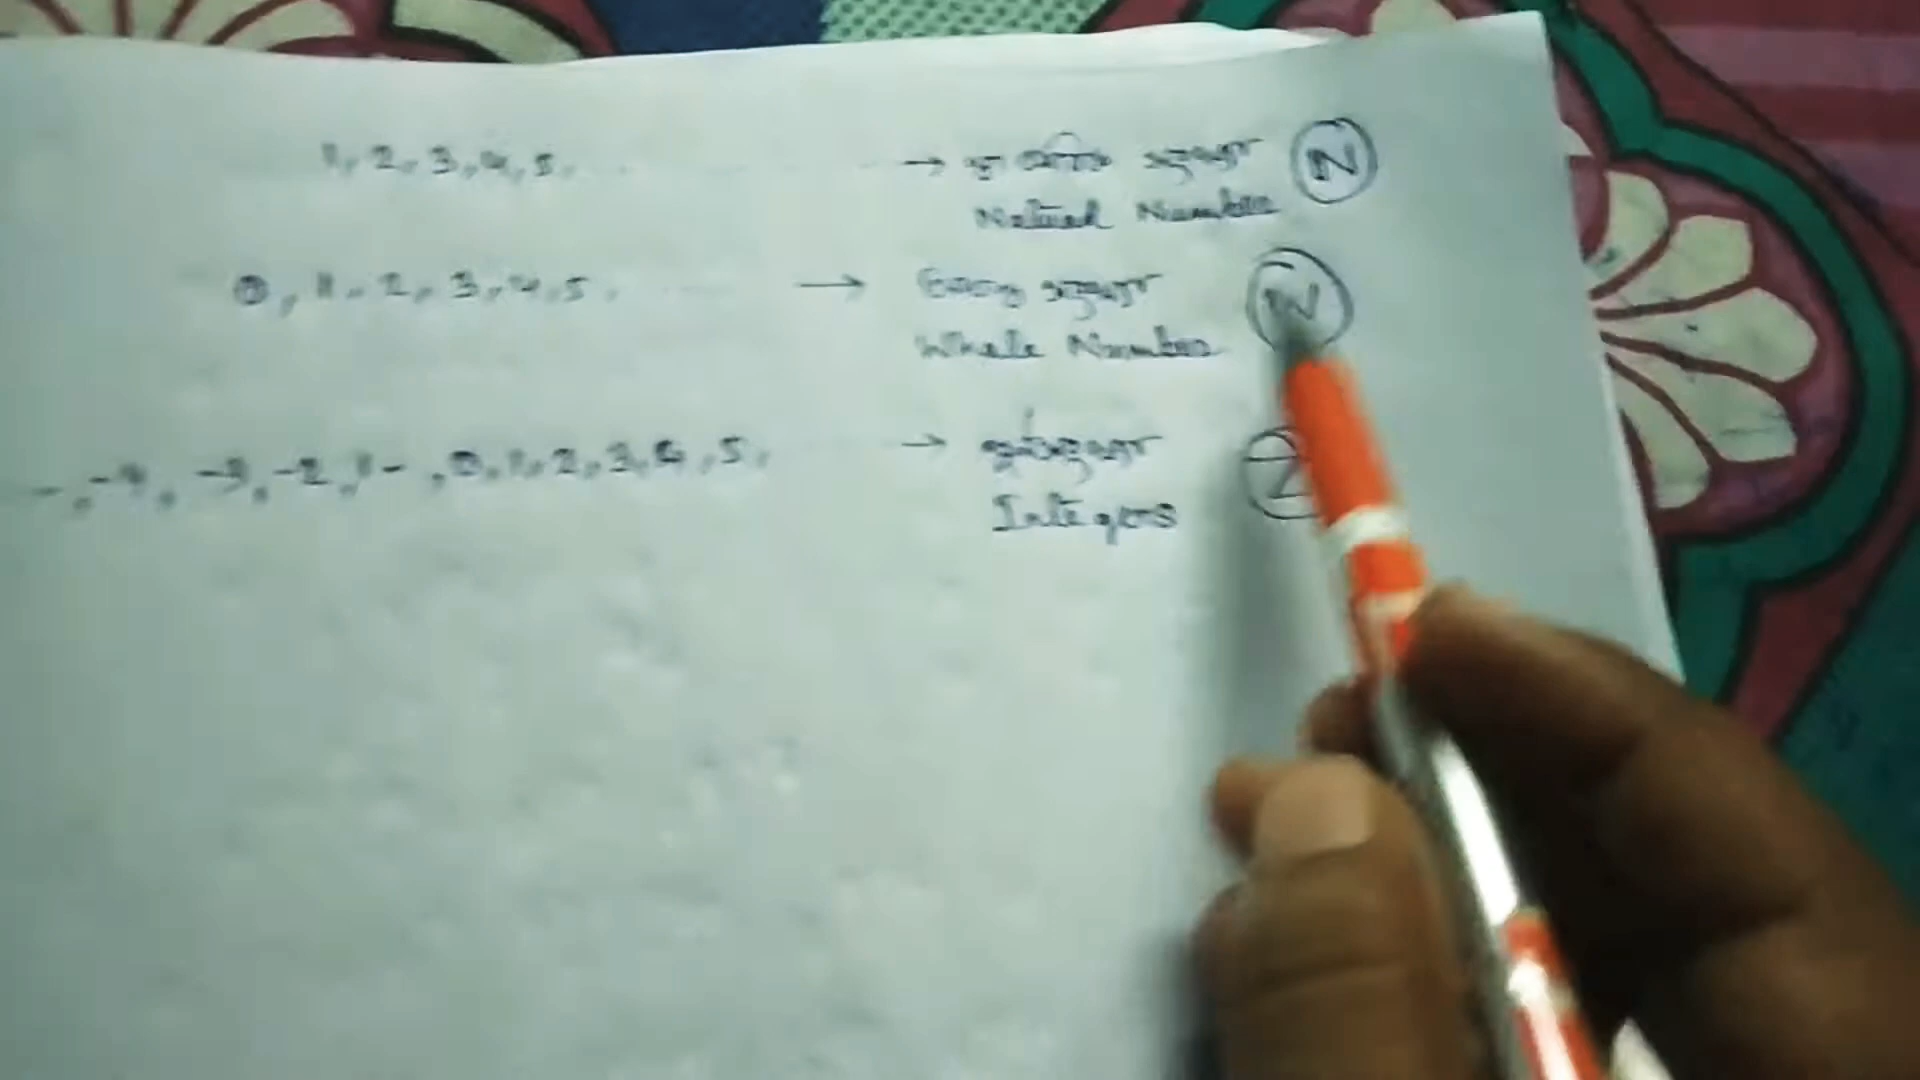 1, 2, 3, 4, 5, ........ → স্বাভাবিক সংখ্যা N
Natural Number
0, 1, 2, 3, 4, 5, ...... → সংখ্যা
Whole Number
-, -4, -3, -2, 1-, 0, 1, 2, 3, 4, 5, ...... → পূর্ণসংখ্যা
Integers